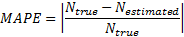 MAPE = |(N_true − N_estimated) / N_true|